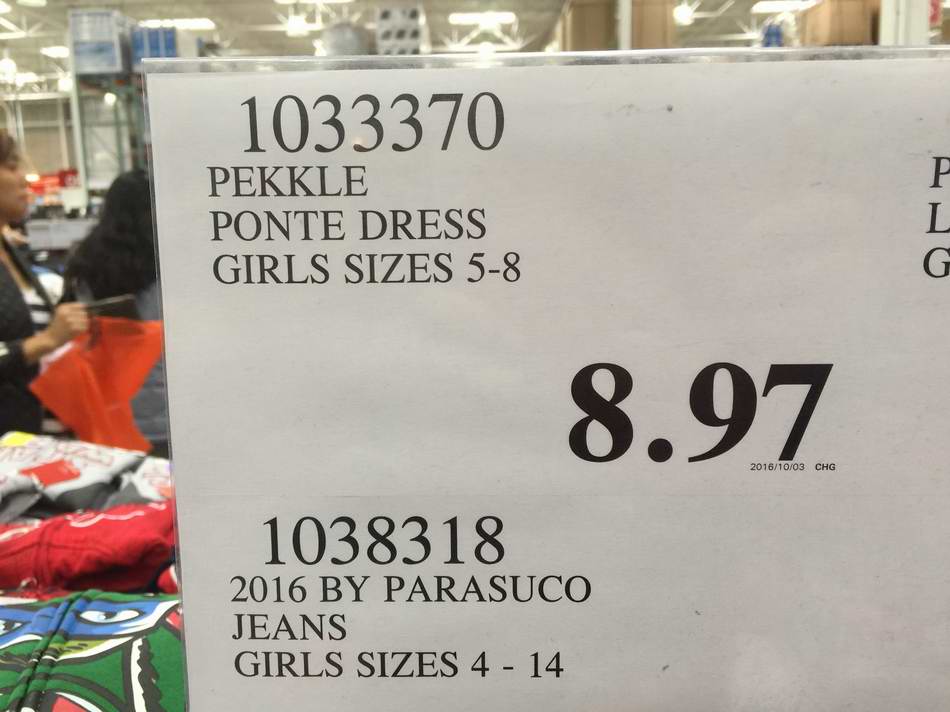 1033370
PEKKLE
PONTE DRESS
GIRLS SIZES 5-8
8.97
2016/10/03 CHG
1038318
2016 BY PARASUCO
JEANS
GIRLS SIZES 4 - 14
P
L
G